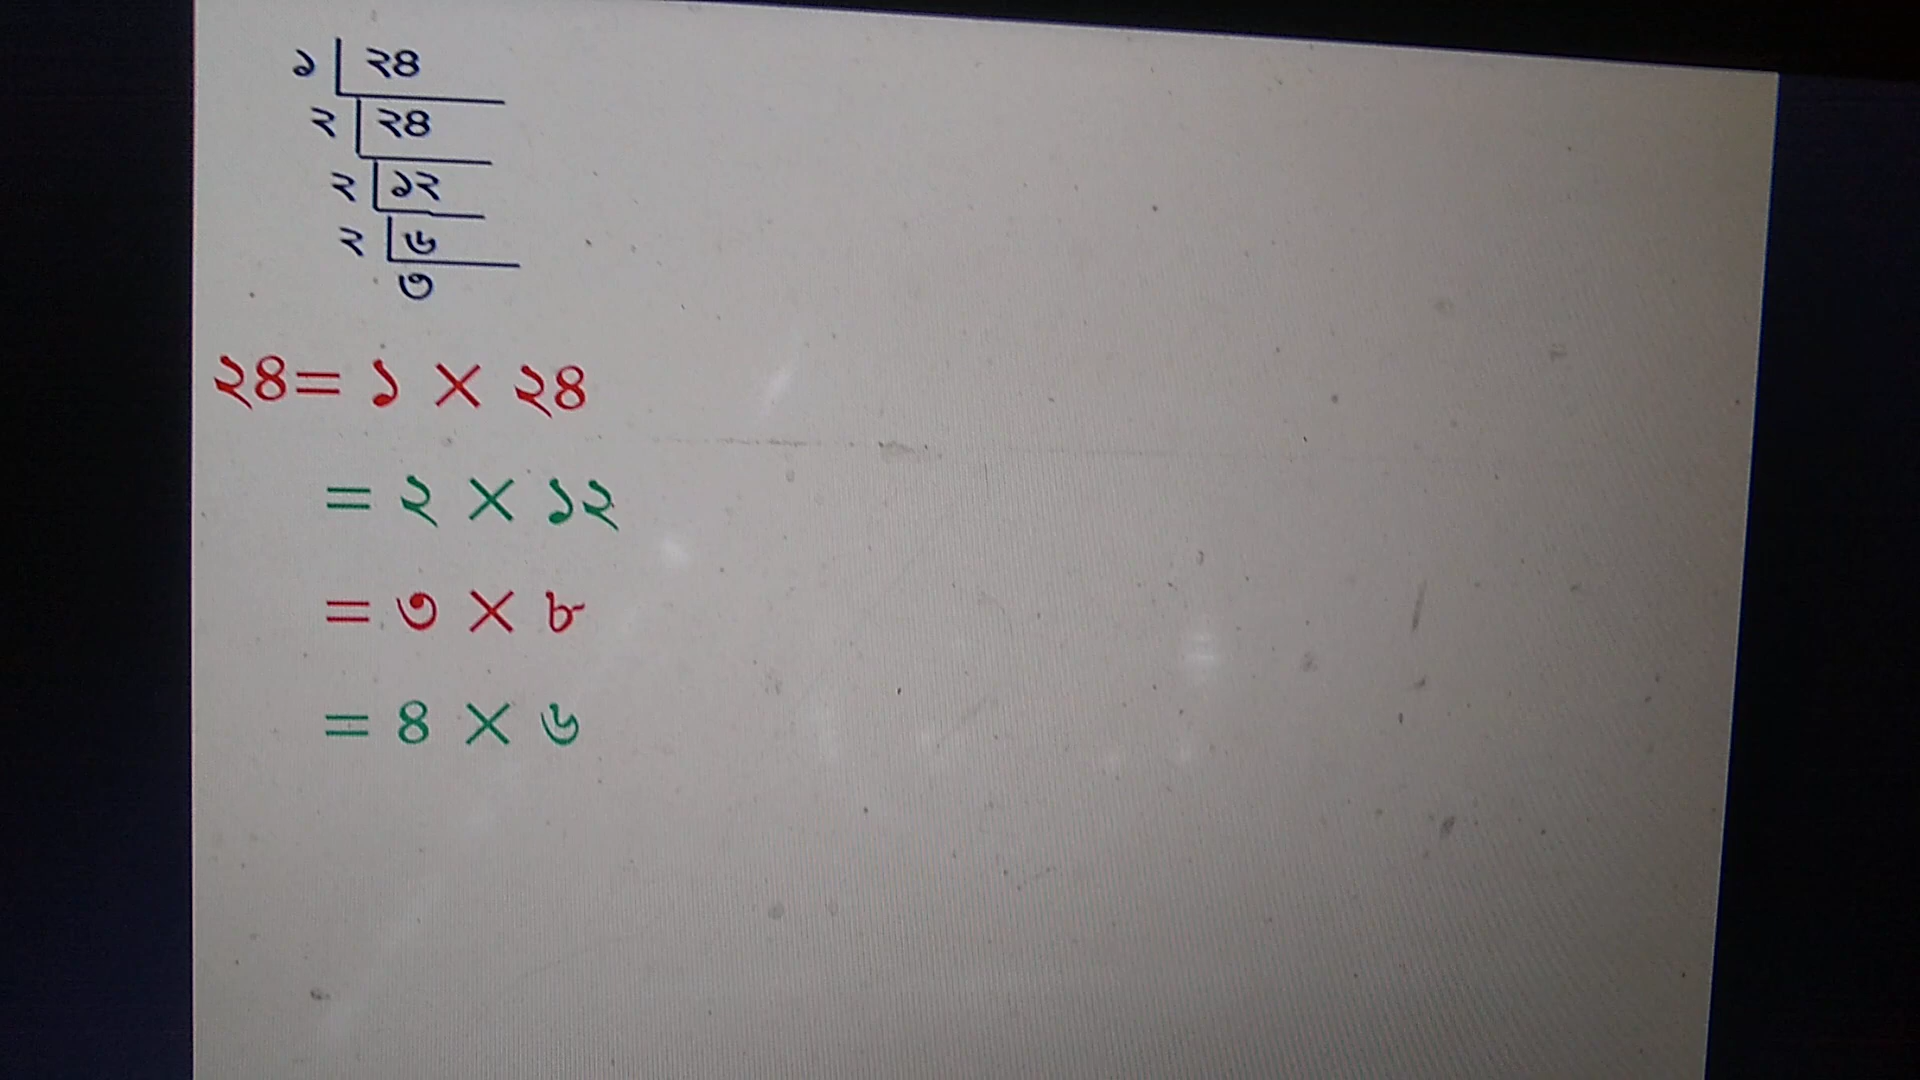 ১ ২৪
২ ২৪
২ ১২
২ ৬
৩
২৪= ১ × ২৪
= ২ × ১২
= ৩ × ৮
= ৪ × ৬